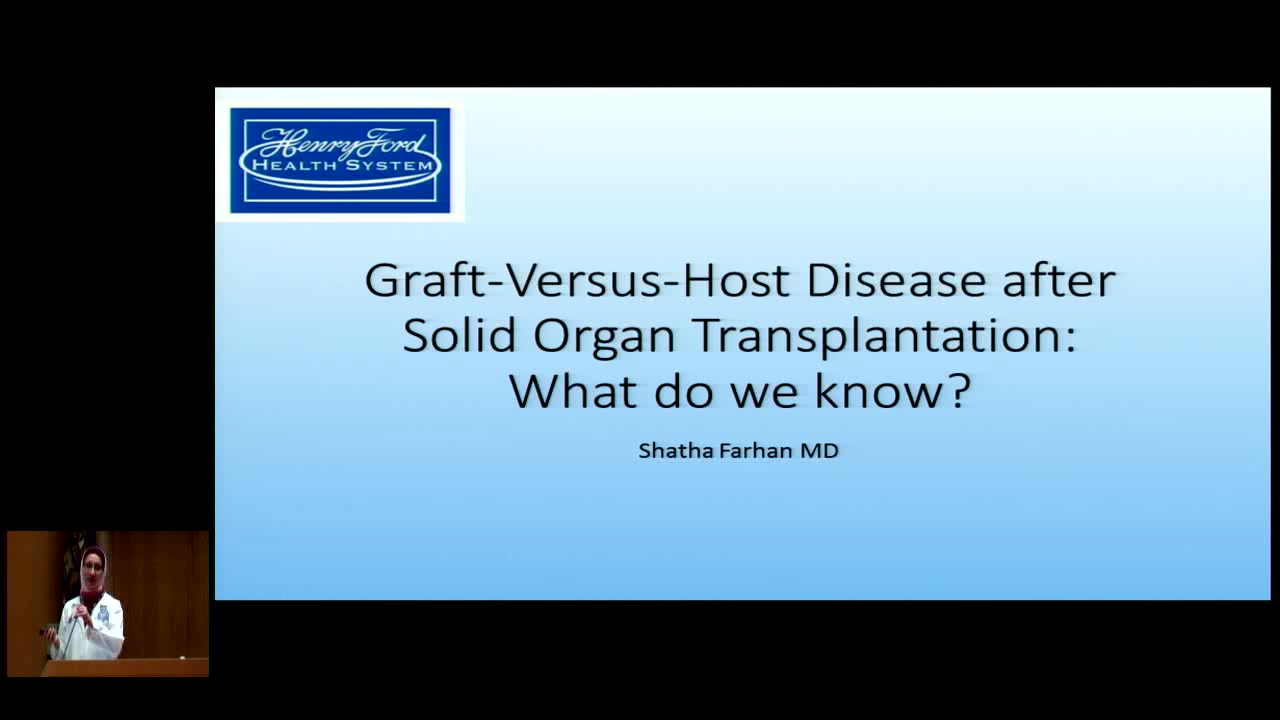 Henry Ford
HEALTH SYSTEM
Graft-Versus-Host Disease after
Solid Organ Transplantation:
What do we know?
Shatha Farhan MD